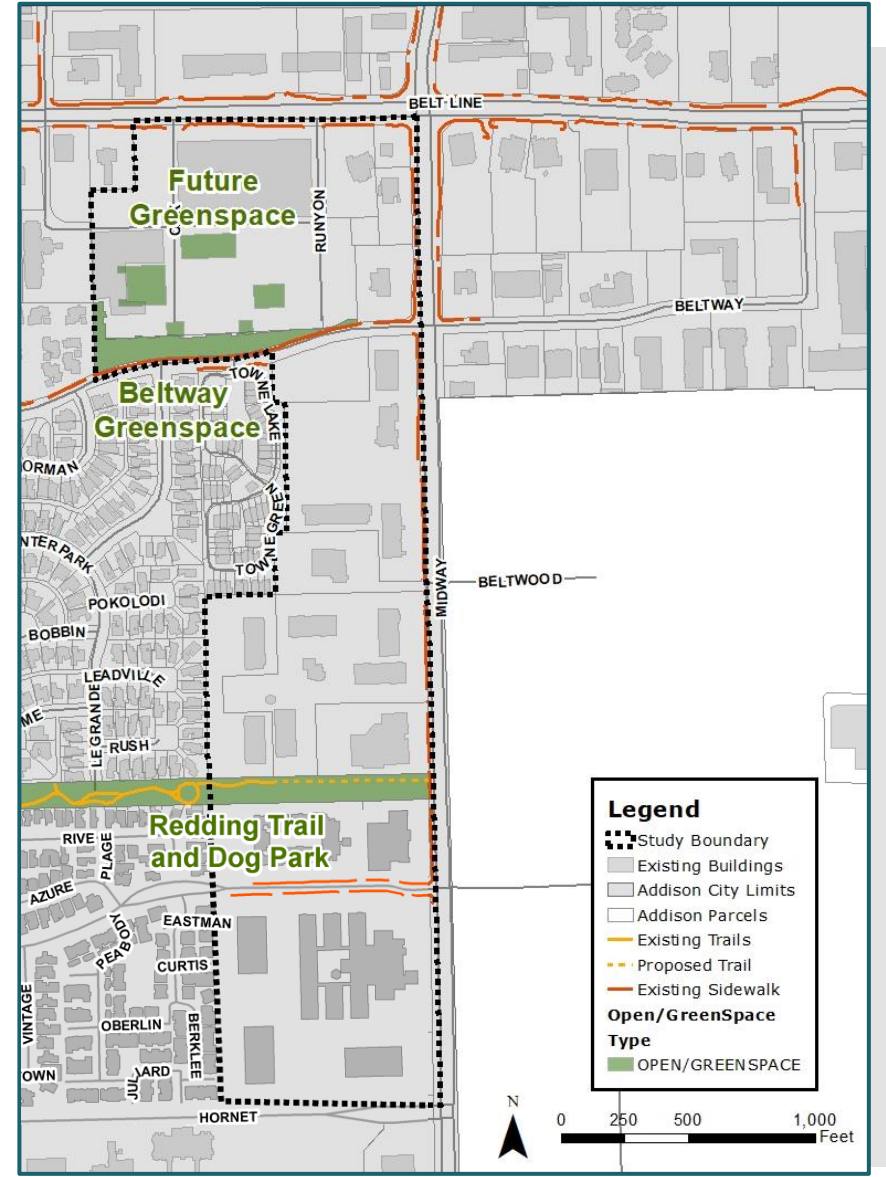 BELT LINE
Future
Greenspace
RUNYON
BELTWAY
TOWNE LAKE
Beltway
Greenspace
ORMAN
TOWNE GREEN
NTER PARK
MIDWAY
BELTWOOD
POKOLODI
BOBBIN
LEADVILLE
ME
LE GRANDE
RUSH
Redding Trail
and Dog Park
RIVE
PLAGE
AZURE
EASTMAN
PEABODY
CURTIS
VINTAGE
OBERLIN
BERKLEE
OWN
HORNET
Legend
Study Boundary
Existing Buildings
Addison City Limits
Addison Parcels
Existing Trails
Proposed Trail
Existing Sidewalk
Open/GreenSpace
Type
OPEN/GREENSPACE
N
0 250 500 1,000
Feet